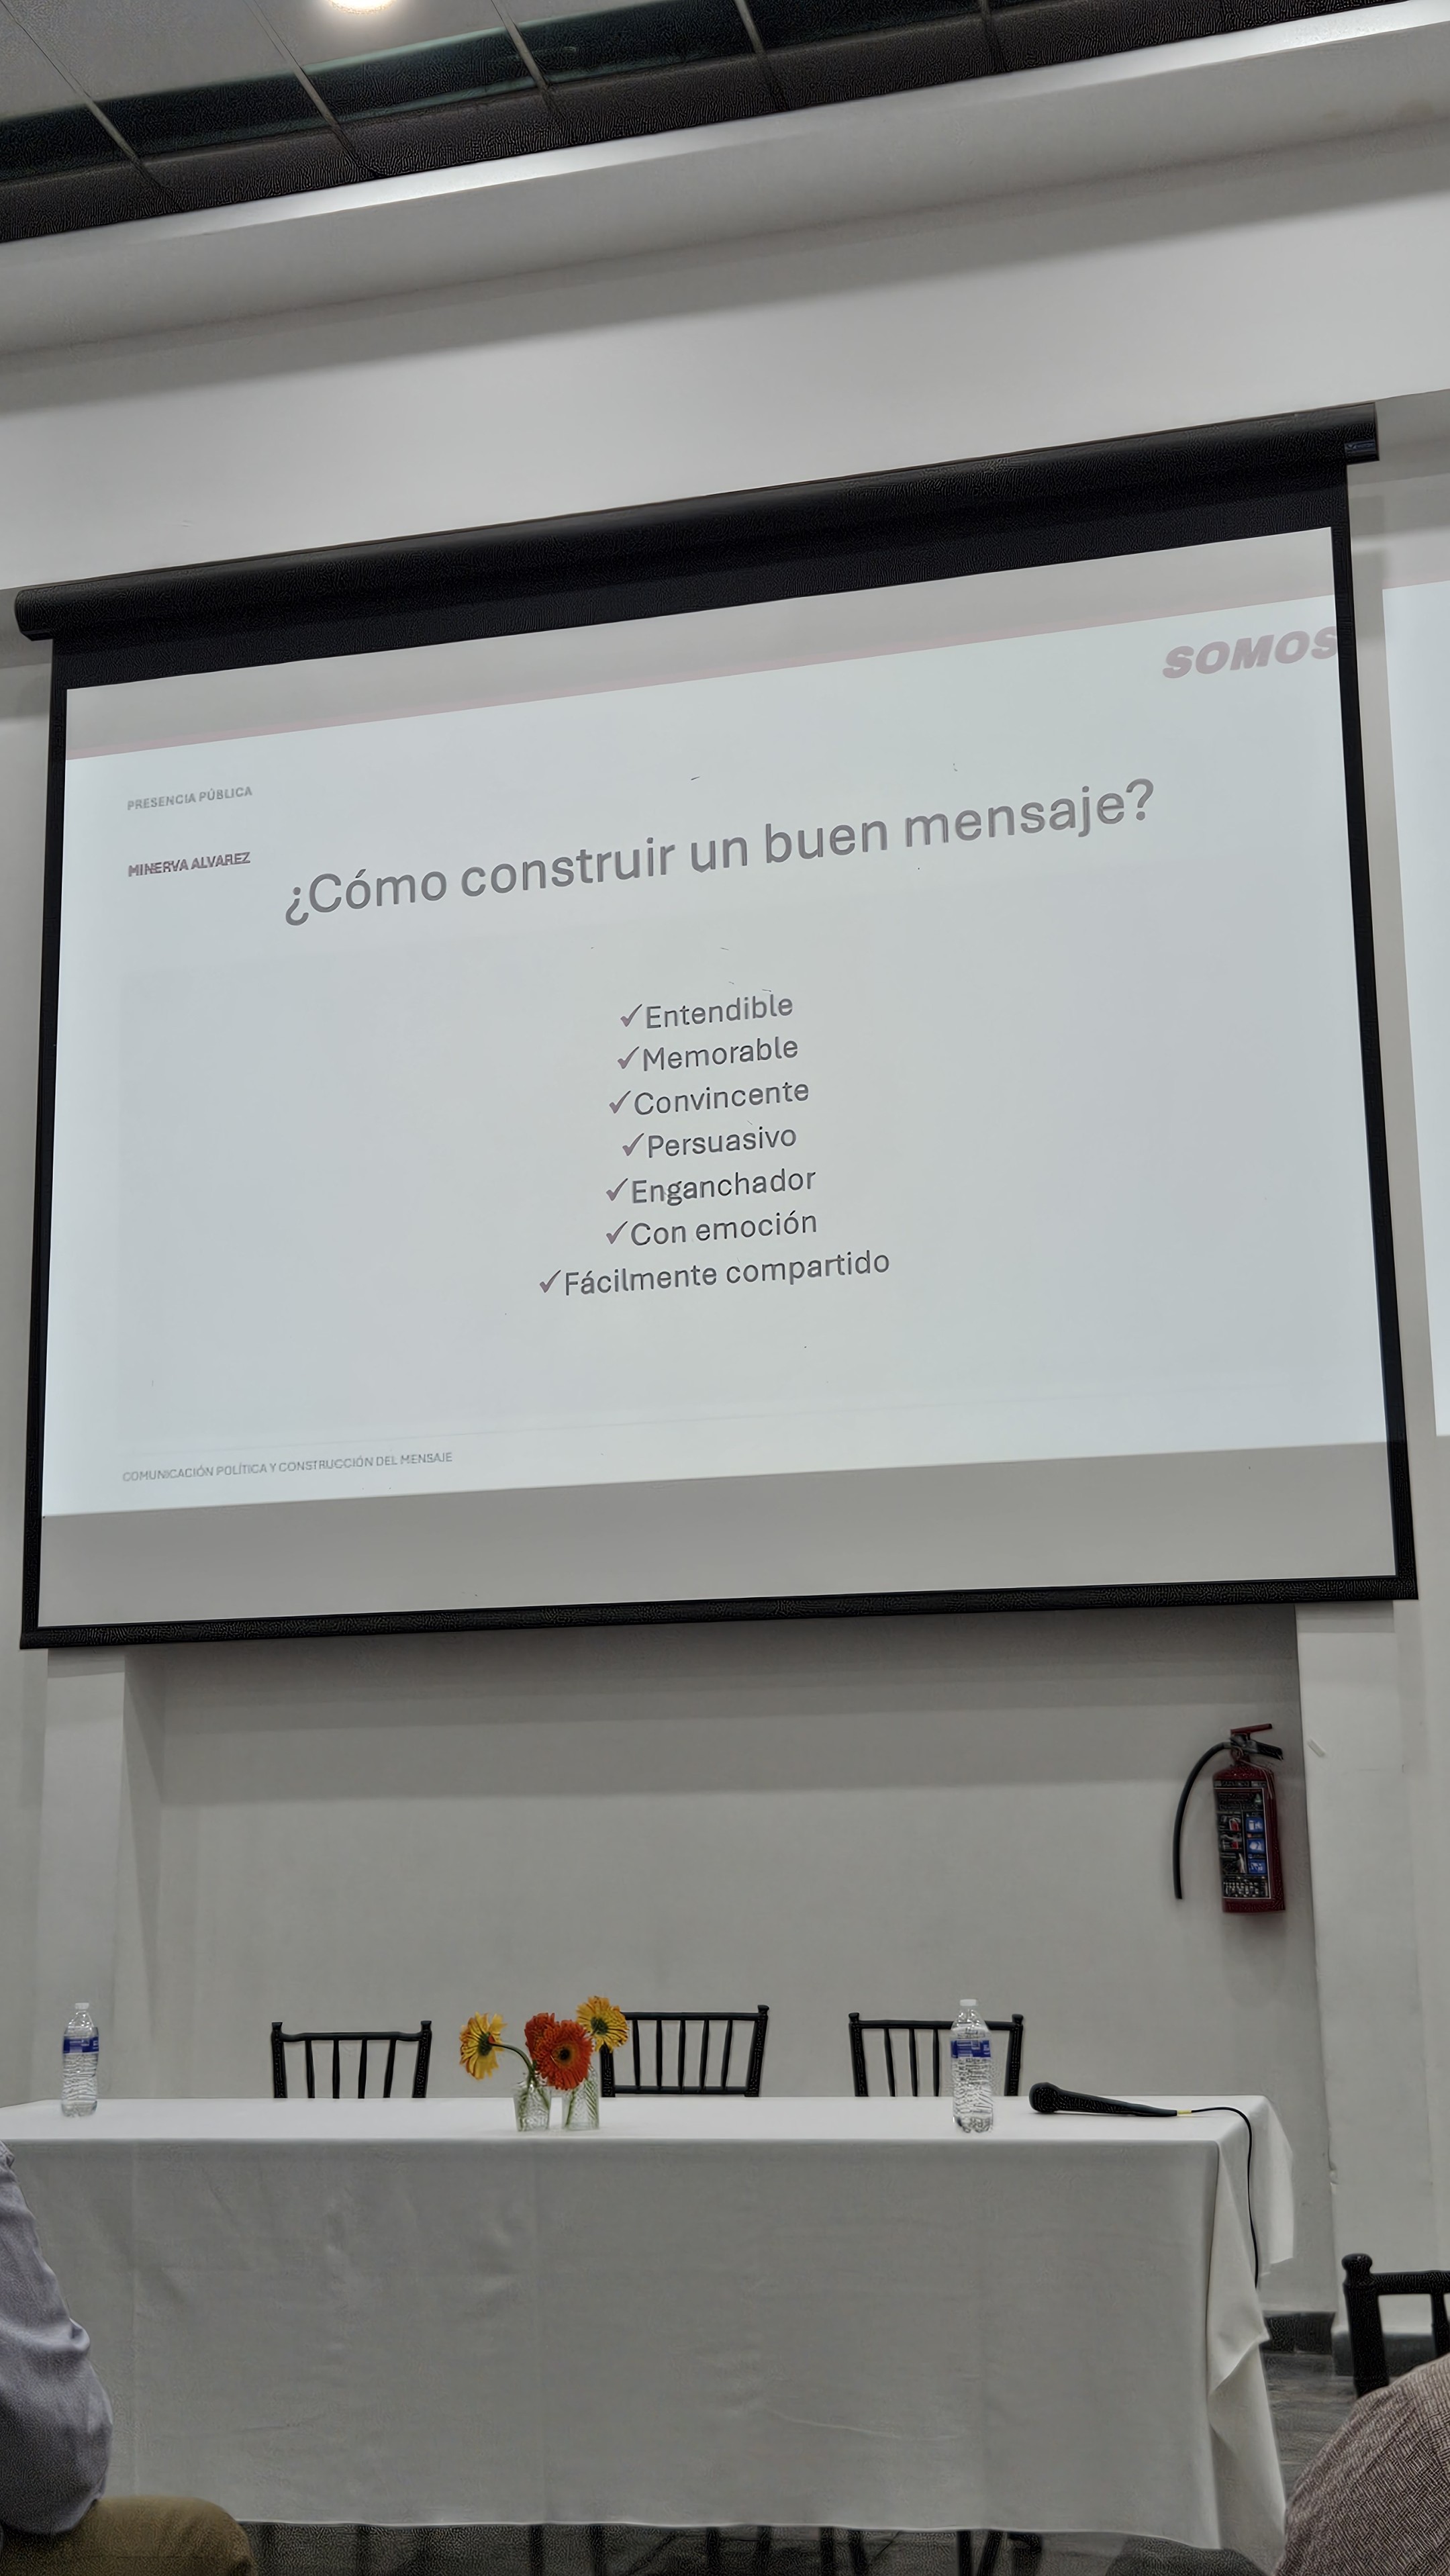 SOMOS
PRESENCIA PÚBLICA
MINERVA ALVAREZ
¿Cómo construir un buen mensaje?
✓Entendible
✓Memorable
✓Convincente
✓Persuasivo
✓Enganchador
✓Con emoción
✓Fácilmente compartido
COMUNICACIÓN POLÍTICA Y CONSTRUCCIÓN DEL MENSAJE